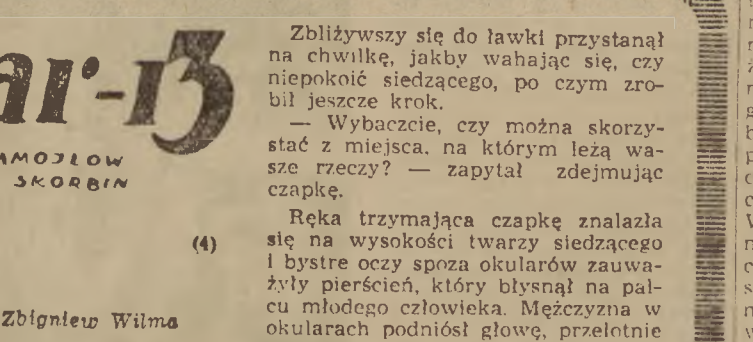 ar-13
AMOJLOW
SKORBIN
(4)
Zbigniew Wilma
Zbliżywszy się do ławki przystanął
na chwilkę, jakby wahając się, czy
niepokoić siedzącego, po czym zro-
bił jeszcze krok.
— Wybaczcie, czy można skorzy-
stać z miejsca, na którym leżą wa-
sze rzeczy? — zapytał zdejmując
czapkę.
Ręka trzymająca czapkę znalazła
się na wysokości twarzy siedzącego
i bystre oczy spoza okularów zauwa-
żyły pierścień, który błysnął na pal-
cu młodego człowieka. Mężczyzna w
okularach podniósł głowę, przelotnie